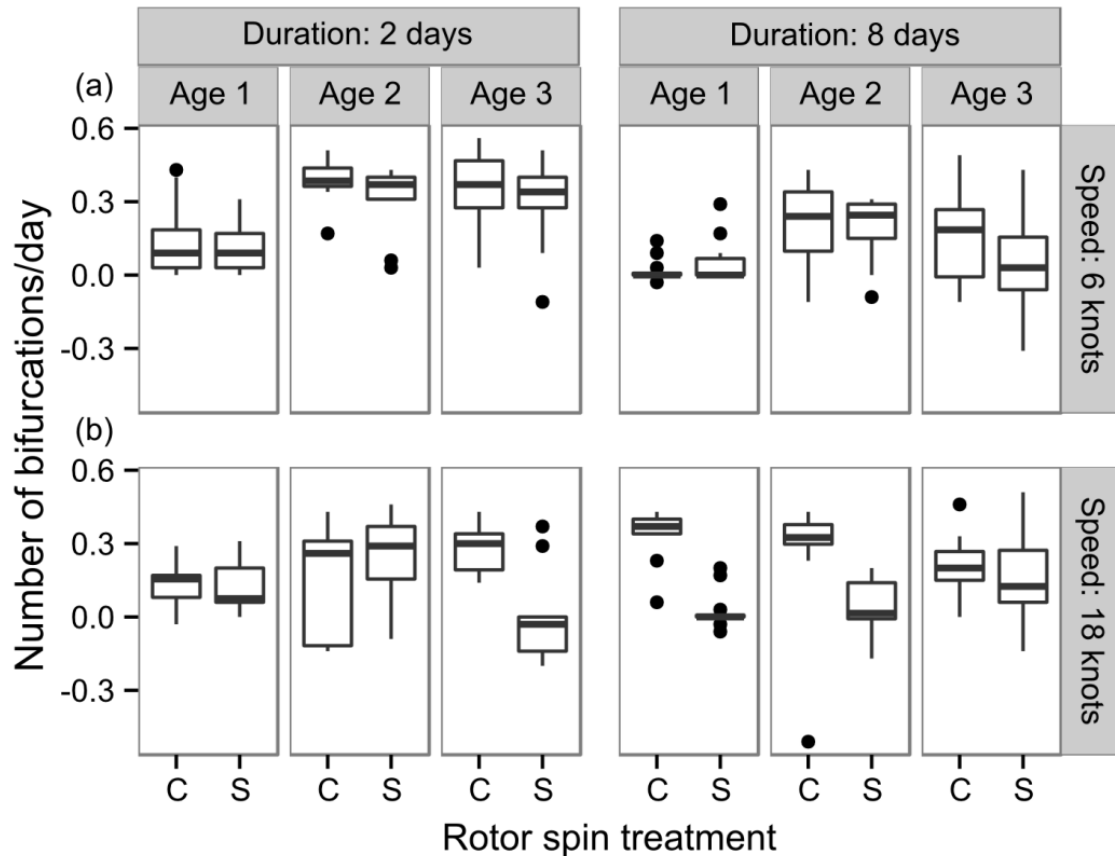 Duration: 2 days Duration: 8 days
(a) Age 1 Age 2 Age 3 Age 1 Age 2 Age 3
0.6
0.3
0.0
-0.3
Speed: 6 knots
Number of bifurcations/day
(b)
0.6
0.3
0.0
-0.3
Speed: 18 knots
C S C S C S C S C S C S
Rotor spin treatment